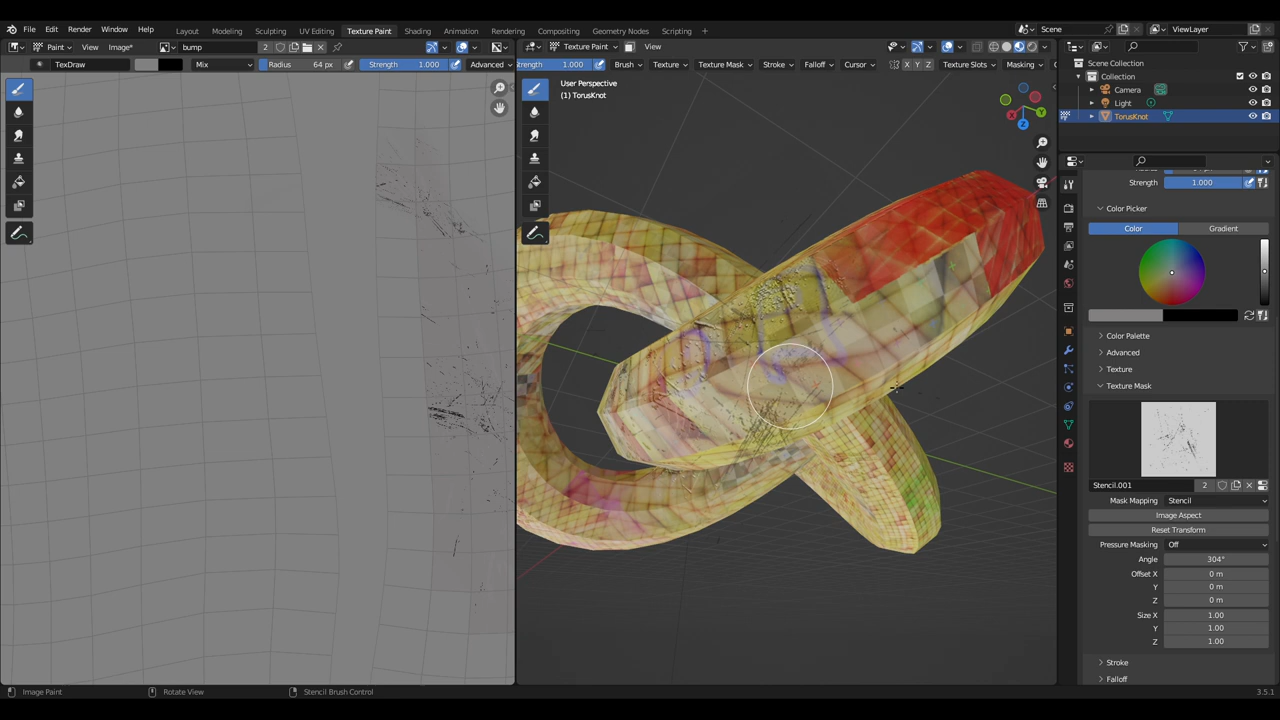 File Edit Render Window Help Layout Modeling Sculpting UV Editing Texture Paint Shading Animation Rendering Compositing Geometry Nodes Scripting + Scene ViewLayer
Paint View Image* bump 2 Texture Paint View
TexDraw Mix Radius 64 px Strength 1.000 Advanced trength 1.000 Brush Texture Texture Mask Stroke Falloff Cursor X Y Z Texture Slots Masking
Scene Collection
Collection
Camera
Light
TorusKnot
User Perspective
(1) TorusKnot
X
Y
Z
Strength 1.000
Color Picker
Color Gradient
Color Palette
Advanced
Texture
Texture Mask
Stencil.001 2
Mask Mapping Stencil
Image Aspect
Reset Transform
Pressure Masking Off
Angle 304°
Offset X 0 m
Y 0 m
Z 0 m
Size X 1.00
Y 1.00
Z 1.00
Stroke
Falloff
Image Paint Rotate View Stencil Brush Control 3.5.1